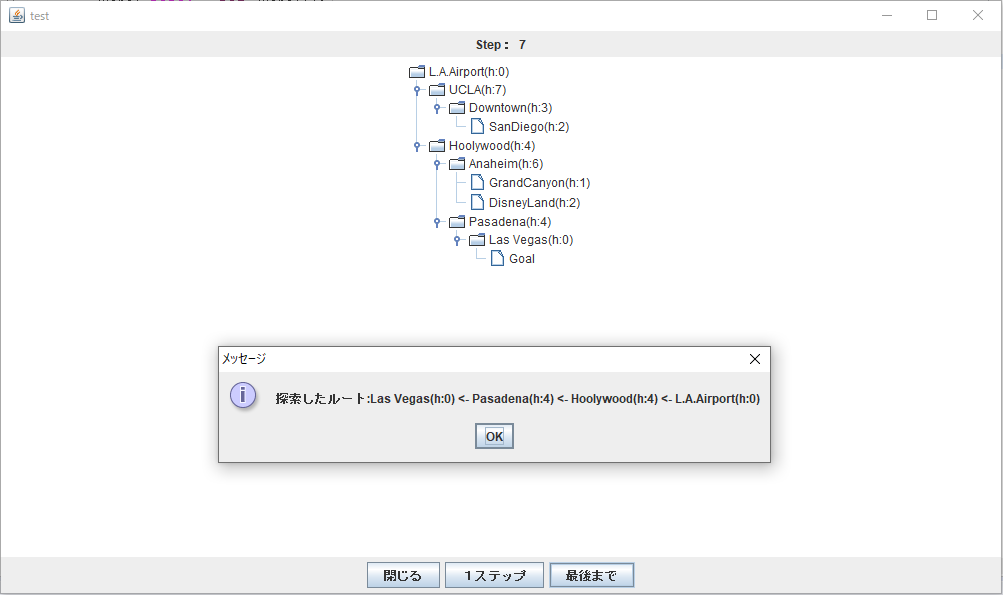 test
Step： 7
L.A.Airport(h:0)
UCLA(h:7)
Downtown(h:3)
SanDiego(h:2)
Hoolywood(h:4)
Anaheim(h:6)
GrandCanyon(h:1)
DisneyLand(h:2)
Pasadena(h:4)
Las Vegas(h:0)
Goal
メッセージ
探索したルート:Las Vegas(h:0) <- Pasadena(h:4) <- Hoolywood(h:4) <- L.A.Airport(h:0)
OK
閉じる １ステップ 最後まで